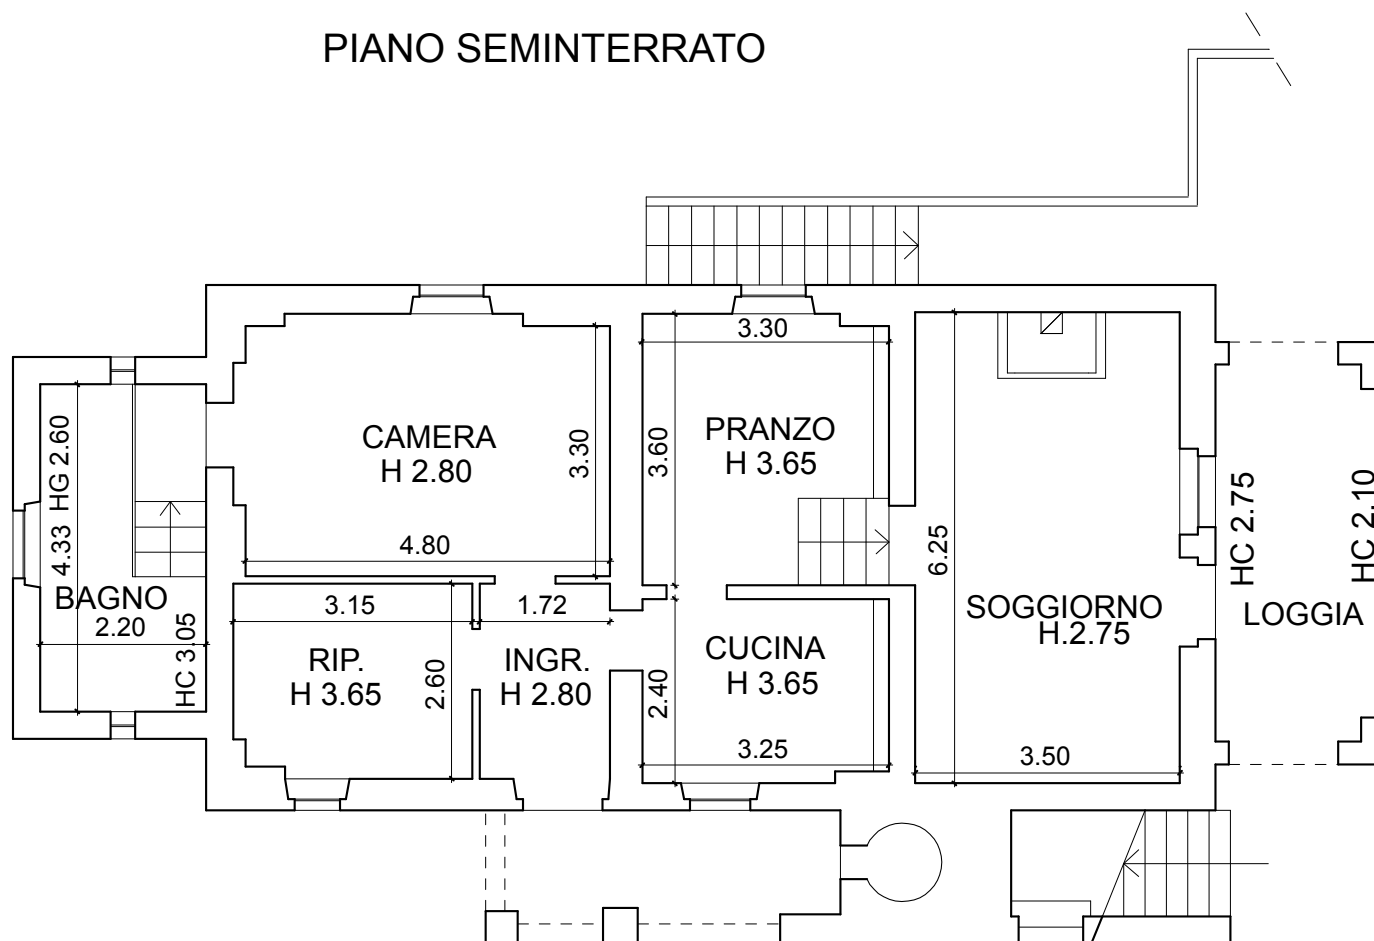 PIANO SEMINTERRATO
3.30
CAMERA
H 2.80
3.30
4.80
3.60
PRANZO
H 3.65
HG 2.60
4.33
BAGNO
2.20
HC 3.05
3.15
RIP.
H 3.65
2.60
1.72
INGR.
H 2.80
2.40
CUCINA
H 3.65
3.25
6.25
SOGGIORNO
H.2.75
3.50
HC 2.75
LOGGIA
HC 2.10